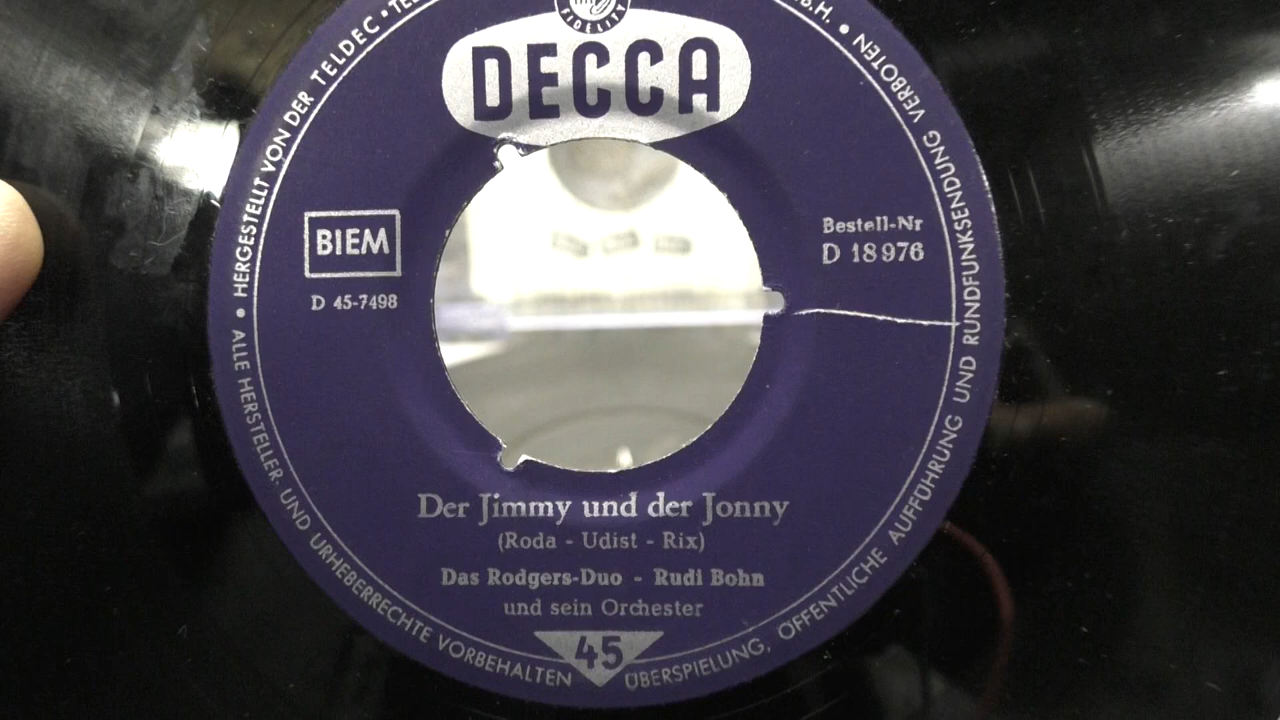 FIDELITY
DECCA
BIEM
D 45-7498
Bestell-Nr
D 18976
Der Jimmy und der Jonny
(Roda - Udist - Rix)
Das Rodgers-Duo - Rudi Bohn
und sein Orchester
45
• ALLE HERSTELLER- UND URHEBERRECHTE VORBEHALTEN
ÜBERSPIELUNG, ÖFFENTLICHE AUFFÜHRUNG UND RUNDFUNKSENDUNG VERBOTEN •
HERGESTELLT VON DER TELDEC •